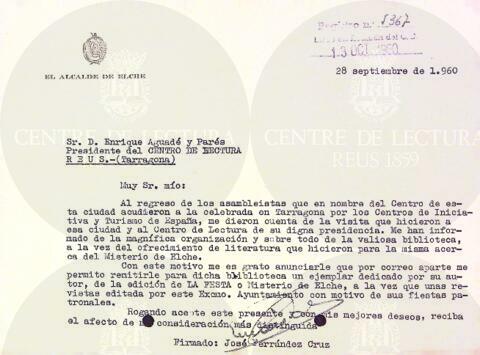 Registro n.º 5367
13 OCT. 1960
EL ALCALDE DE ELCHE
28 septiembre de 1.960
CENTRE DE LECTURA
REUS 1859
Sr. D. Enrique Aguadé y Parés
Presidente del CENTRO DE LECTURA
R E U S.-(Tarragona)
Muy Sr. mío:
Al regreso de los asambleistas que en nombre del Centro de es-
ta ciudad acudieron a la celebrada en Tarragona por los Centros de Inicia-
tiva y Turismo de España, me dieron cuenta de la visita que hicieron a
esa ciudad y al Centro de Lectura de su digna presidencia. Me han infor-
mado de la magnífica organización y sobre todo de la valiosa biblioteca,
a la vez del ofrecimiento de literatura que hicieron para la misma acer-
ca del Misterio de Elche.
Con este motivo me es grato anunciarle que por correo aparte me
permito remitirle para dicha biblioteca un ejemplar dedicado por su au-
tor, de la edición de LA FESTA o Misterio de Elche, a la vez que unas re-
vistas editada por este Excmo. Ayuntamiento con motivo de sus fiestas pa-
tronales.
Rogando acepte este presente y con mis mejores deseos, reciba
el afecto de mi consideración más distinguida
Firmado: José Ferrández Cruz